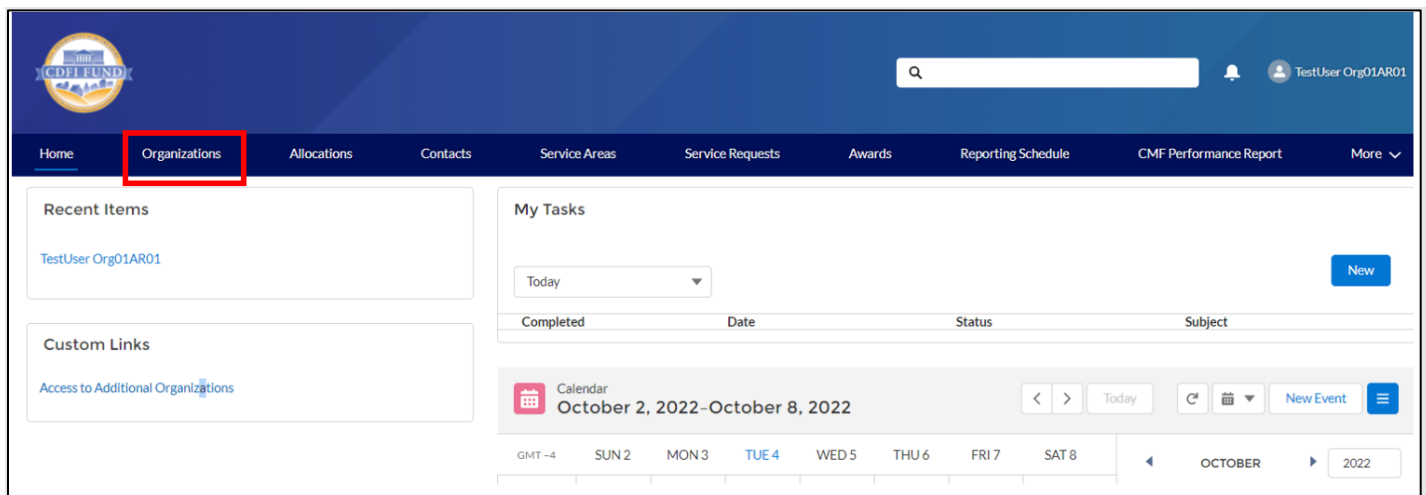 CDFI FUND
TestUser Org01AR01
Home Organizations Allocations Contacts Service Areas Service Requests Awards Reporting Schedule CMF Performance Report More
Recent Items
TestUser Org01AR01
Custom Links
Access to Additional Organizations
My Tasks
Today
New
Completed Date Status Subject
Calendar
October 2, 2022–October 8, 2022
Today
New Event
GMT −4 SUN 2 MON 3 TUE 4 WED 5 THU 6 FRI 7 SAT 8
OCTOBER 2022